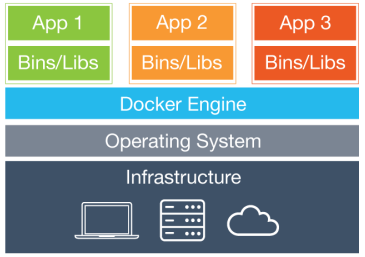 App 1 App 2 App 3
Bins/Libs Bins/Libs Bins/Libs
Docker Engine
Operating System
Infrastructure